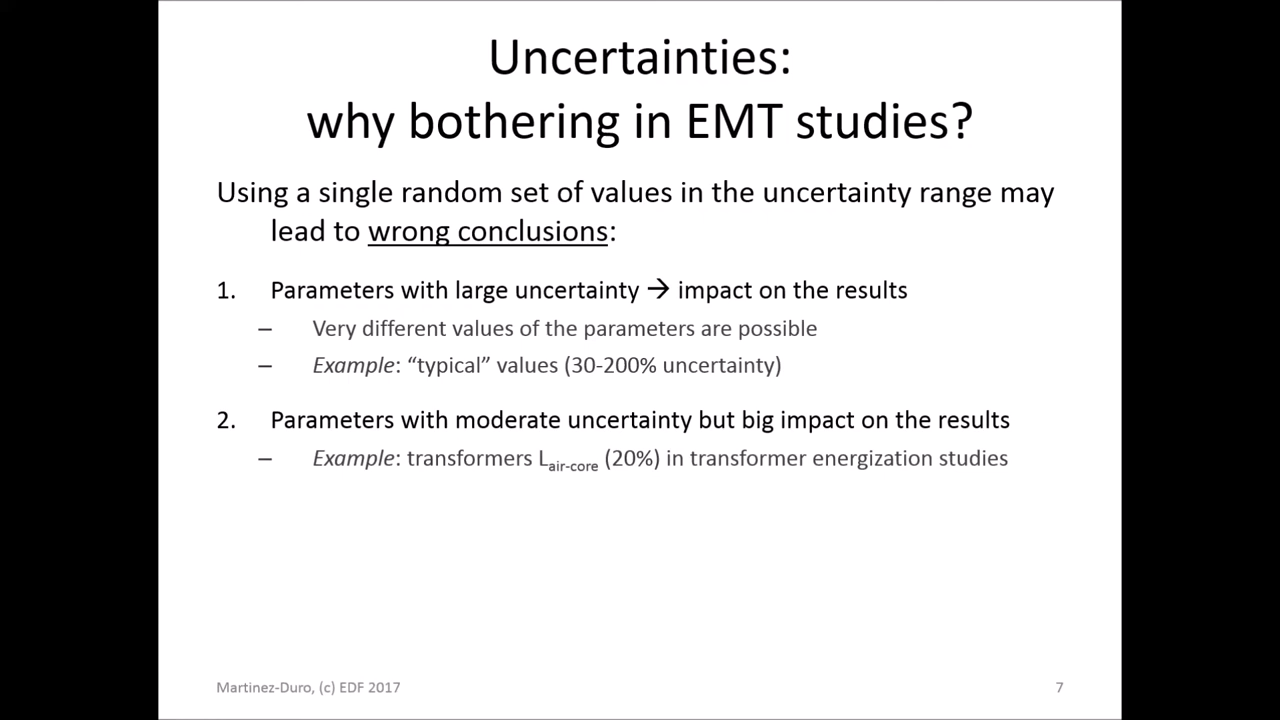 Uncertainties:
why bothering in EMT studies?
Using a single random set of values in the uncertainty range may
lead to wrong conclusions:
1. Parameters with large uncertainty → impact on the results
– Very different values of the parameters are possible
– Example: “typical” values (30-200% uncertainty)
2. Parameters with moderate uncertainty but big impact on the results
– Example: transformers Lair-core (20%) in transformer energization studies
Martinez-Duro, (c) EDF 2017
7